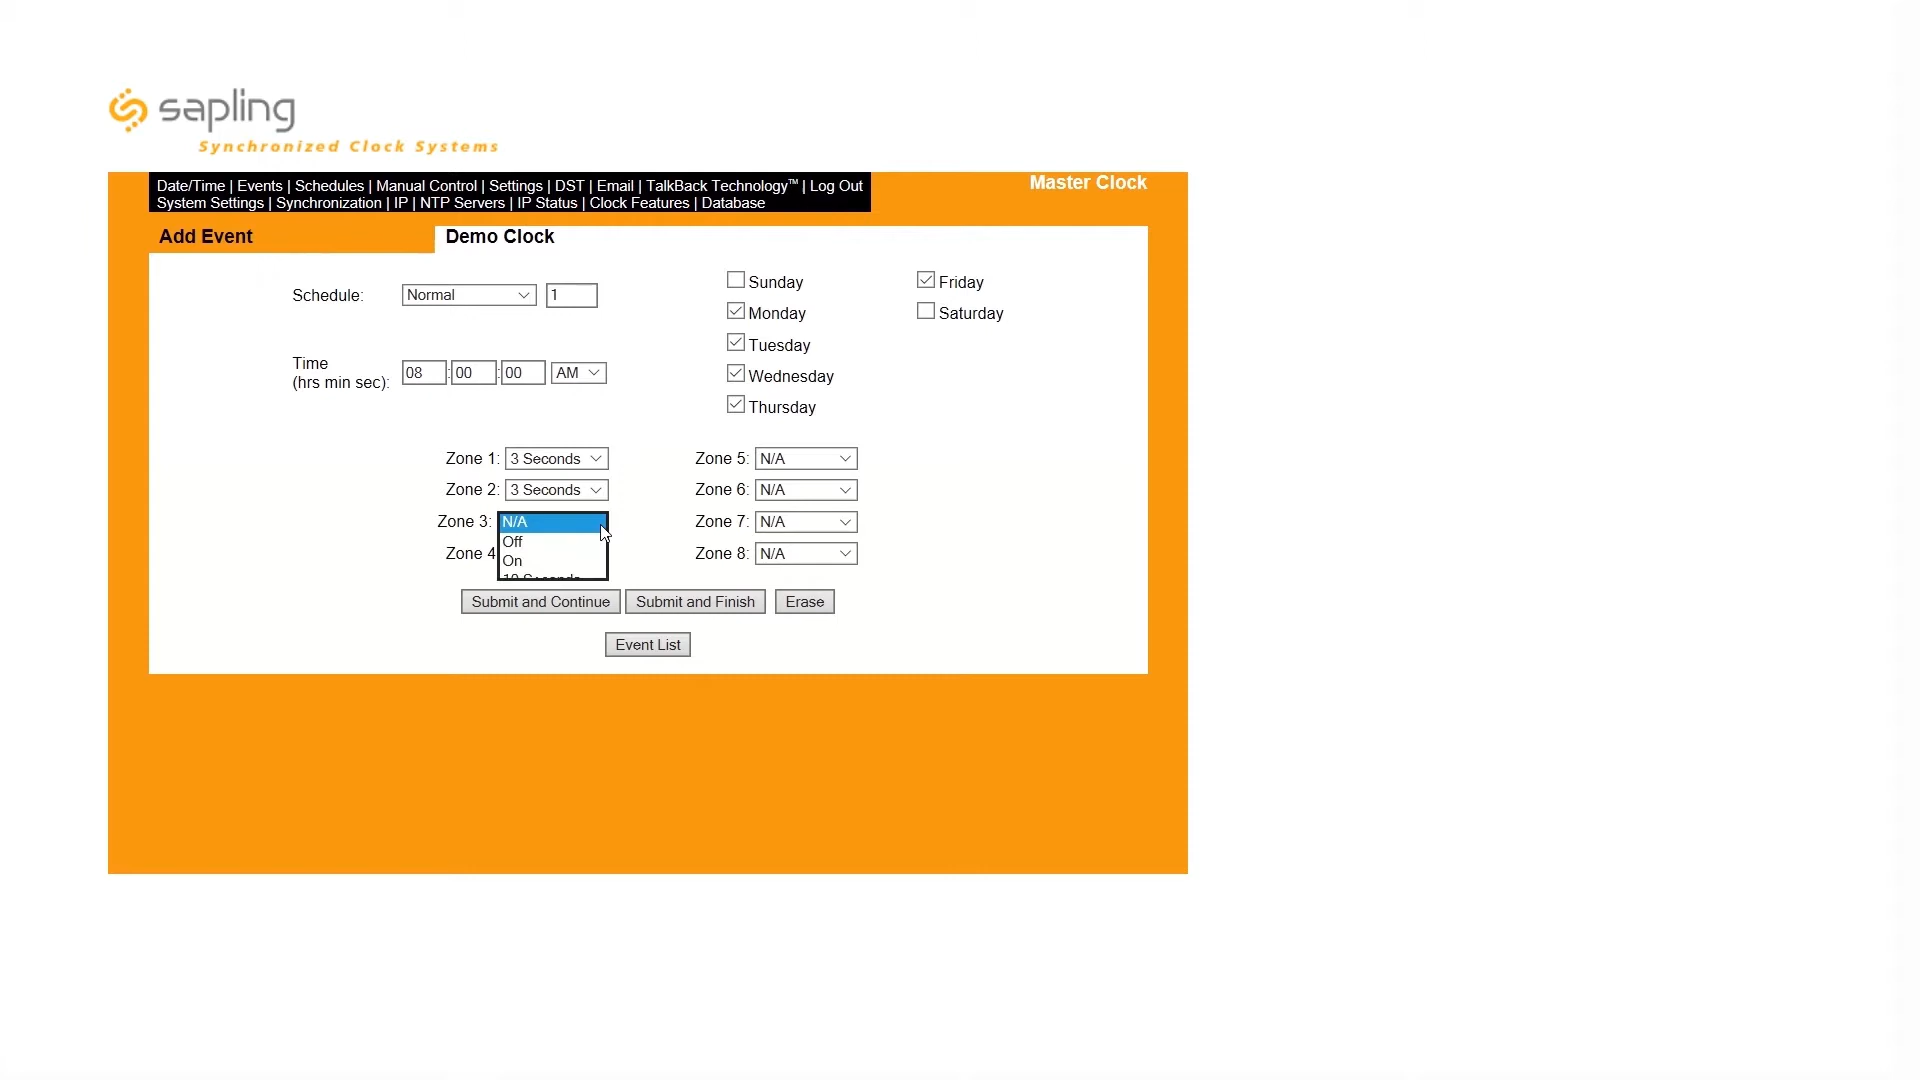 sapling
Synchronized Clock Systems
Date/Time | Events | Schedules | Manual Control | Settings | DST | Email | TalkBack Technology™ | Log Out
System Settings | Synchronization | IP | NTP Servers | IP Status | Clock Features | Database
Master Clock
Add Event
Demo Clock
Schedule: Normal 1
Time
(hrs min sec): 08 : 00 : 00 AM
Sunday
Monday
Tuesday
Wednesday
Thursday
Friday
Saturday
Zone 1: 3 Seconds
Zone 2: 3 Seconds
Zone 3: N/A
Off
On
10 Seconds
Zone 4
Zone 5: N/A
Zone 6: N/A
Zone 7: N/A
Zone 8: N/A
Submit and Continue
Submit and Finish
Erase
Event List